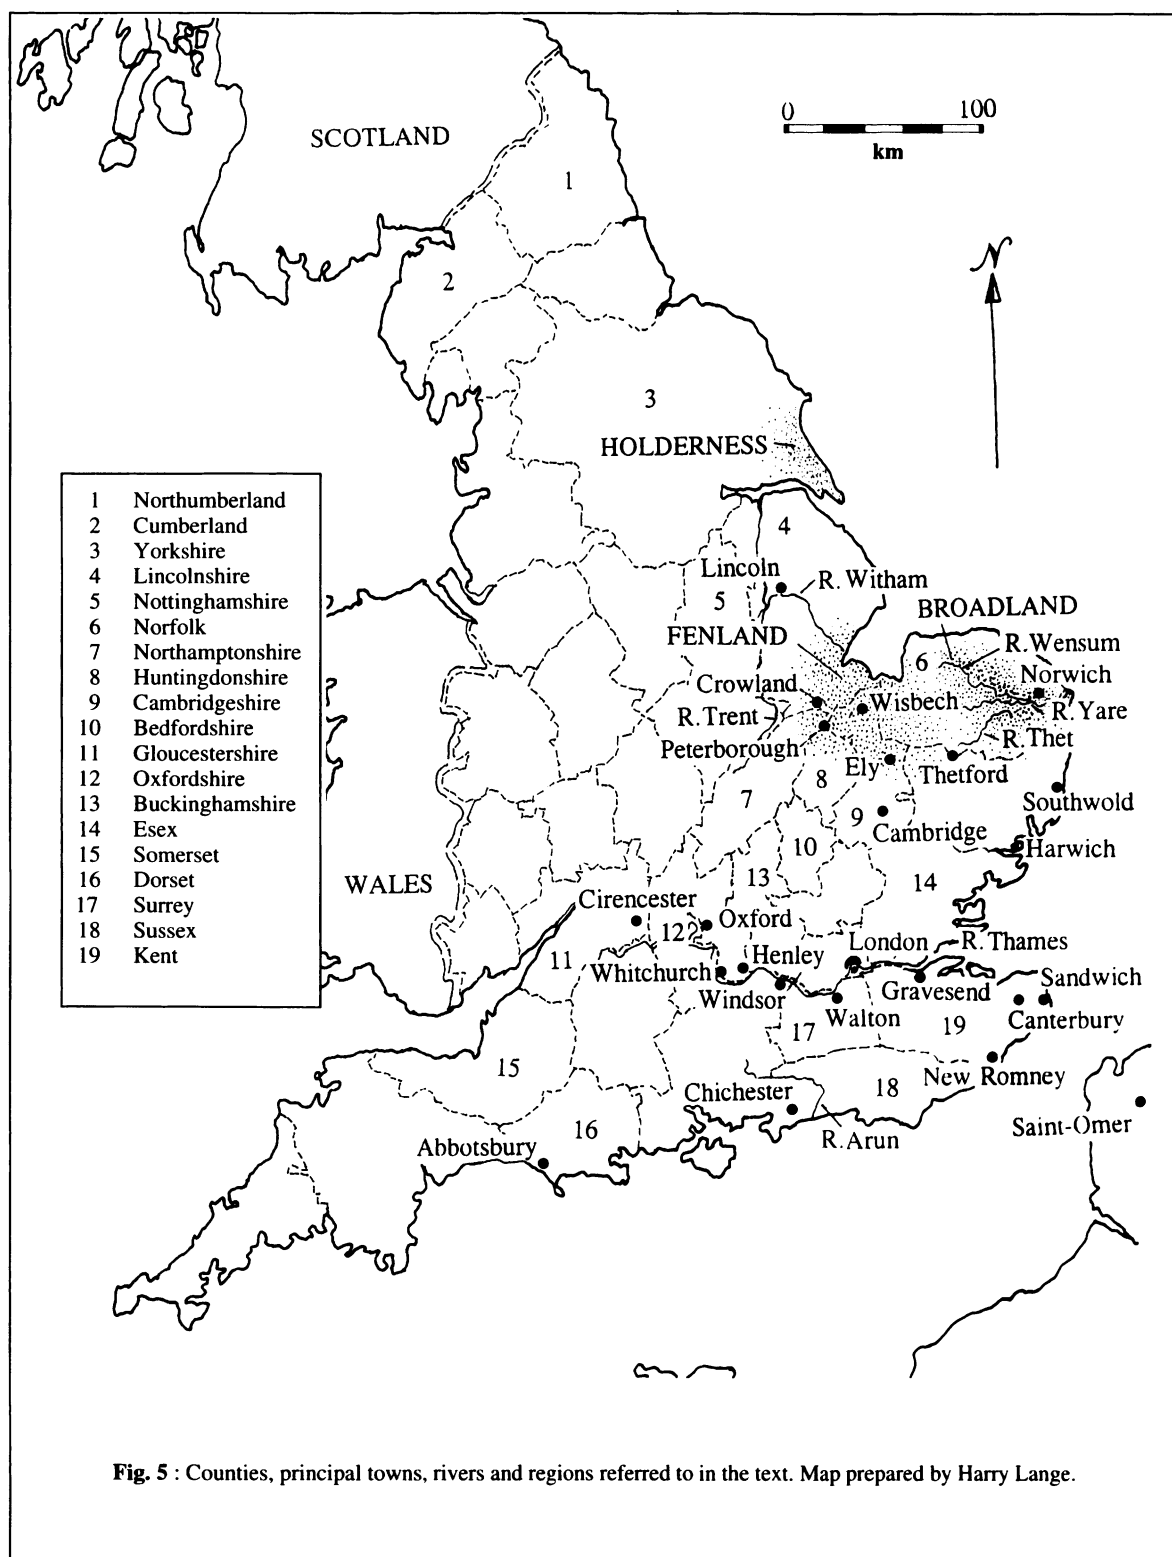 0 100
km
SCOTLAND
N
1
2
3
HOLDERNESS
1 Northumberland
2 Cumberland
3 Yorkshire
4 Lincolnshire
5 Nottinghamshire
6 Norfolk
7 Northamptonshire
8 Huntingdonshire
9 Cambridgeshire
10 Bedfordshire
11 Gloucestershire
12 Oxfordshire
13 Buckinghamshire
14 Esex
15 Somerset
16 Dorset
17 Surrey
18 Sussex
19 Kent
4
Lincoln
R. Witham
5
BROADLAND
FENLAND
R. Wensum
6
Norwich
Crowland
Wisbech
R. Trent
R. Yare
Peterborough
R. Thet
Ely
Thetford
8
7
Southwold
9
Cambridge
10
Harwich
WALES
13
14
Cirencester
Oxford
12
London
R. Thames
11
Henley
Whitchurch
Sandwich
Windsor
Gravesend
Walton
Canterbury
17
19
15
New Romney
18
Chichester
Saint-Omer
16
R. Arun
Abbotsbury
Fig. 5 : Counties, principal towns, rivers and regions referred to in the text. Map prepared by Harry Lange.